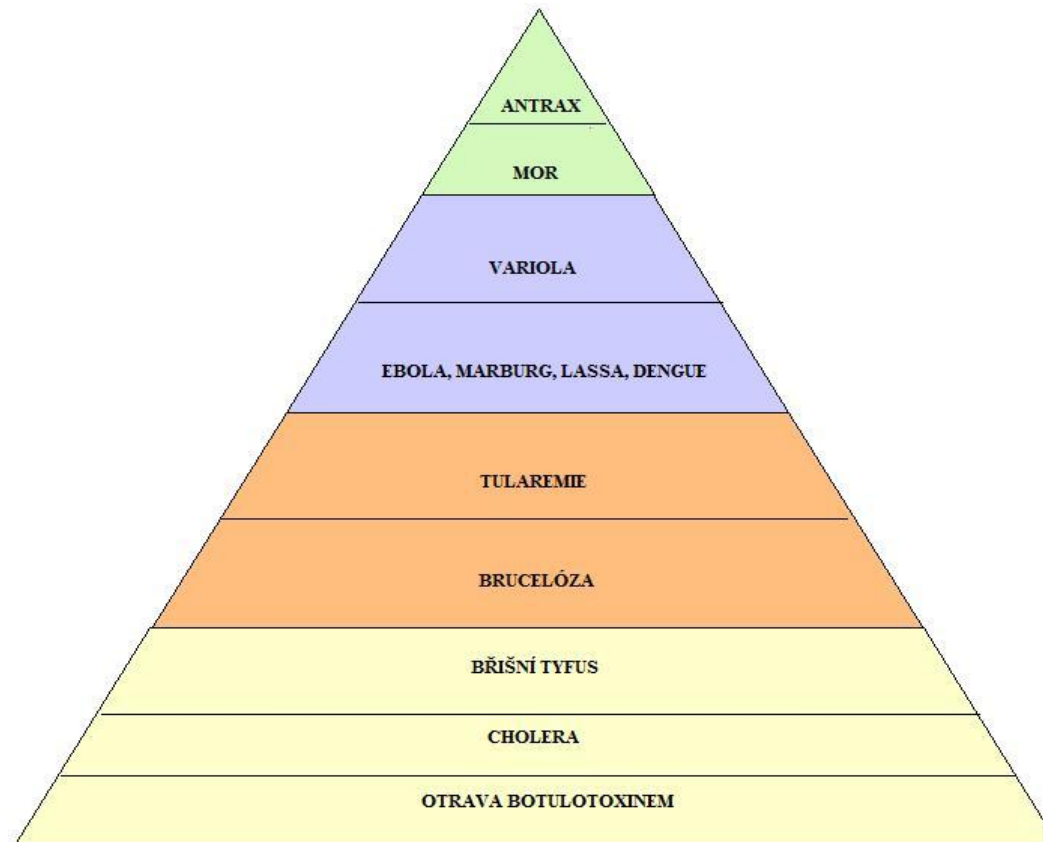 ANTRAX
MOR
VARIOLA
EBOLA, MARBURG, LASSA, DENGUE
TULAREMIE
BRUCELÓZA
BŘIŠNÍ TYFUS
CHOLERA
OTRAVA BOTULOTOXINEM